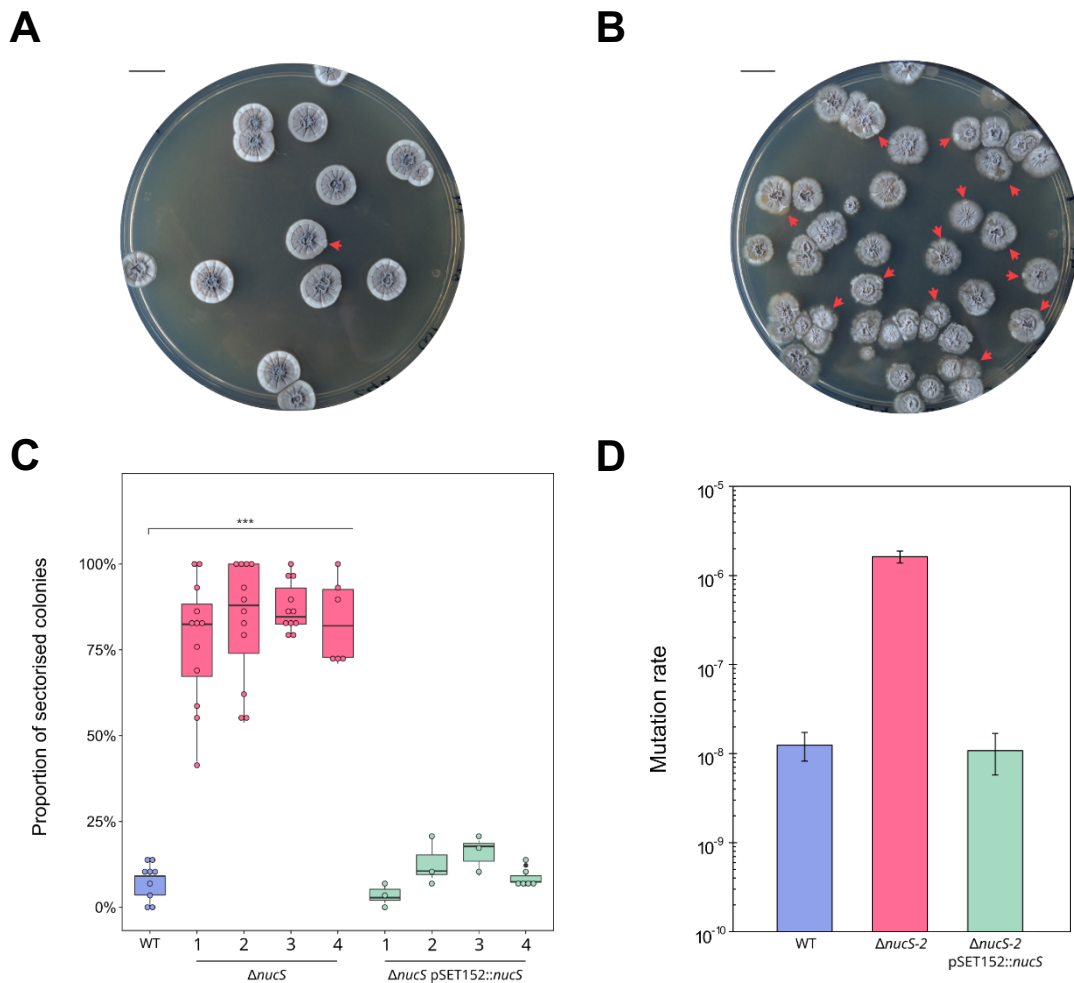 A
B
C
D
Proportion of sectorised colonies
100%
75%
50%
25%
0%
***
WT
1 2 3 4
1 2 3 4
ΔnucS
ΔnucS pSET152::nucS
Mutation rate
10⁻⁵
10⁻⁶
10⁻⁷
10⁻⁸
10⁻⁹
10⁻¹⁰
WT
ΔnucS-2
ΔnucS-2
pSET152::nucS